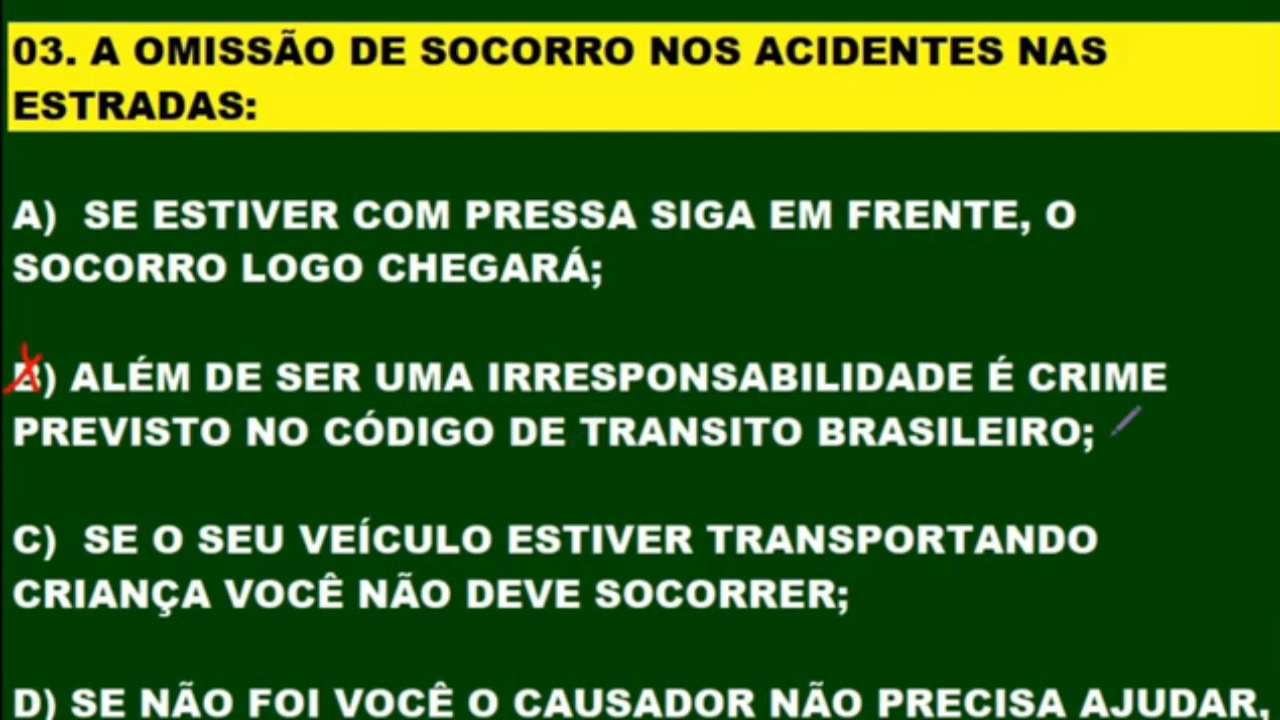 03. A OMISSÃO DE SOCORRO NOS ACIDENTES NAS
ESTRADAS:
A) SE ESTIVER COM PRESSA SIGA EM FRENTE, O
SOCORRO LOGO CHEGARÁ;
B) ALÉM DE SER UMA IRRESPONSABILIDADE É CRIME
PREVISTO NO CÓDIGO DE TRANSITO BRASILEIRO;
C) SE O SEU VEÍCULO ESTIVER TRANSPORTANDO
CRIANÇA VOCÊ NÃO DEVE SOCORRER;
D) SE NÃO FOI VOCÊ O CAUSADOR NÃO PRECISA AJUDAR.